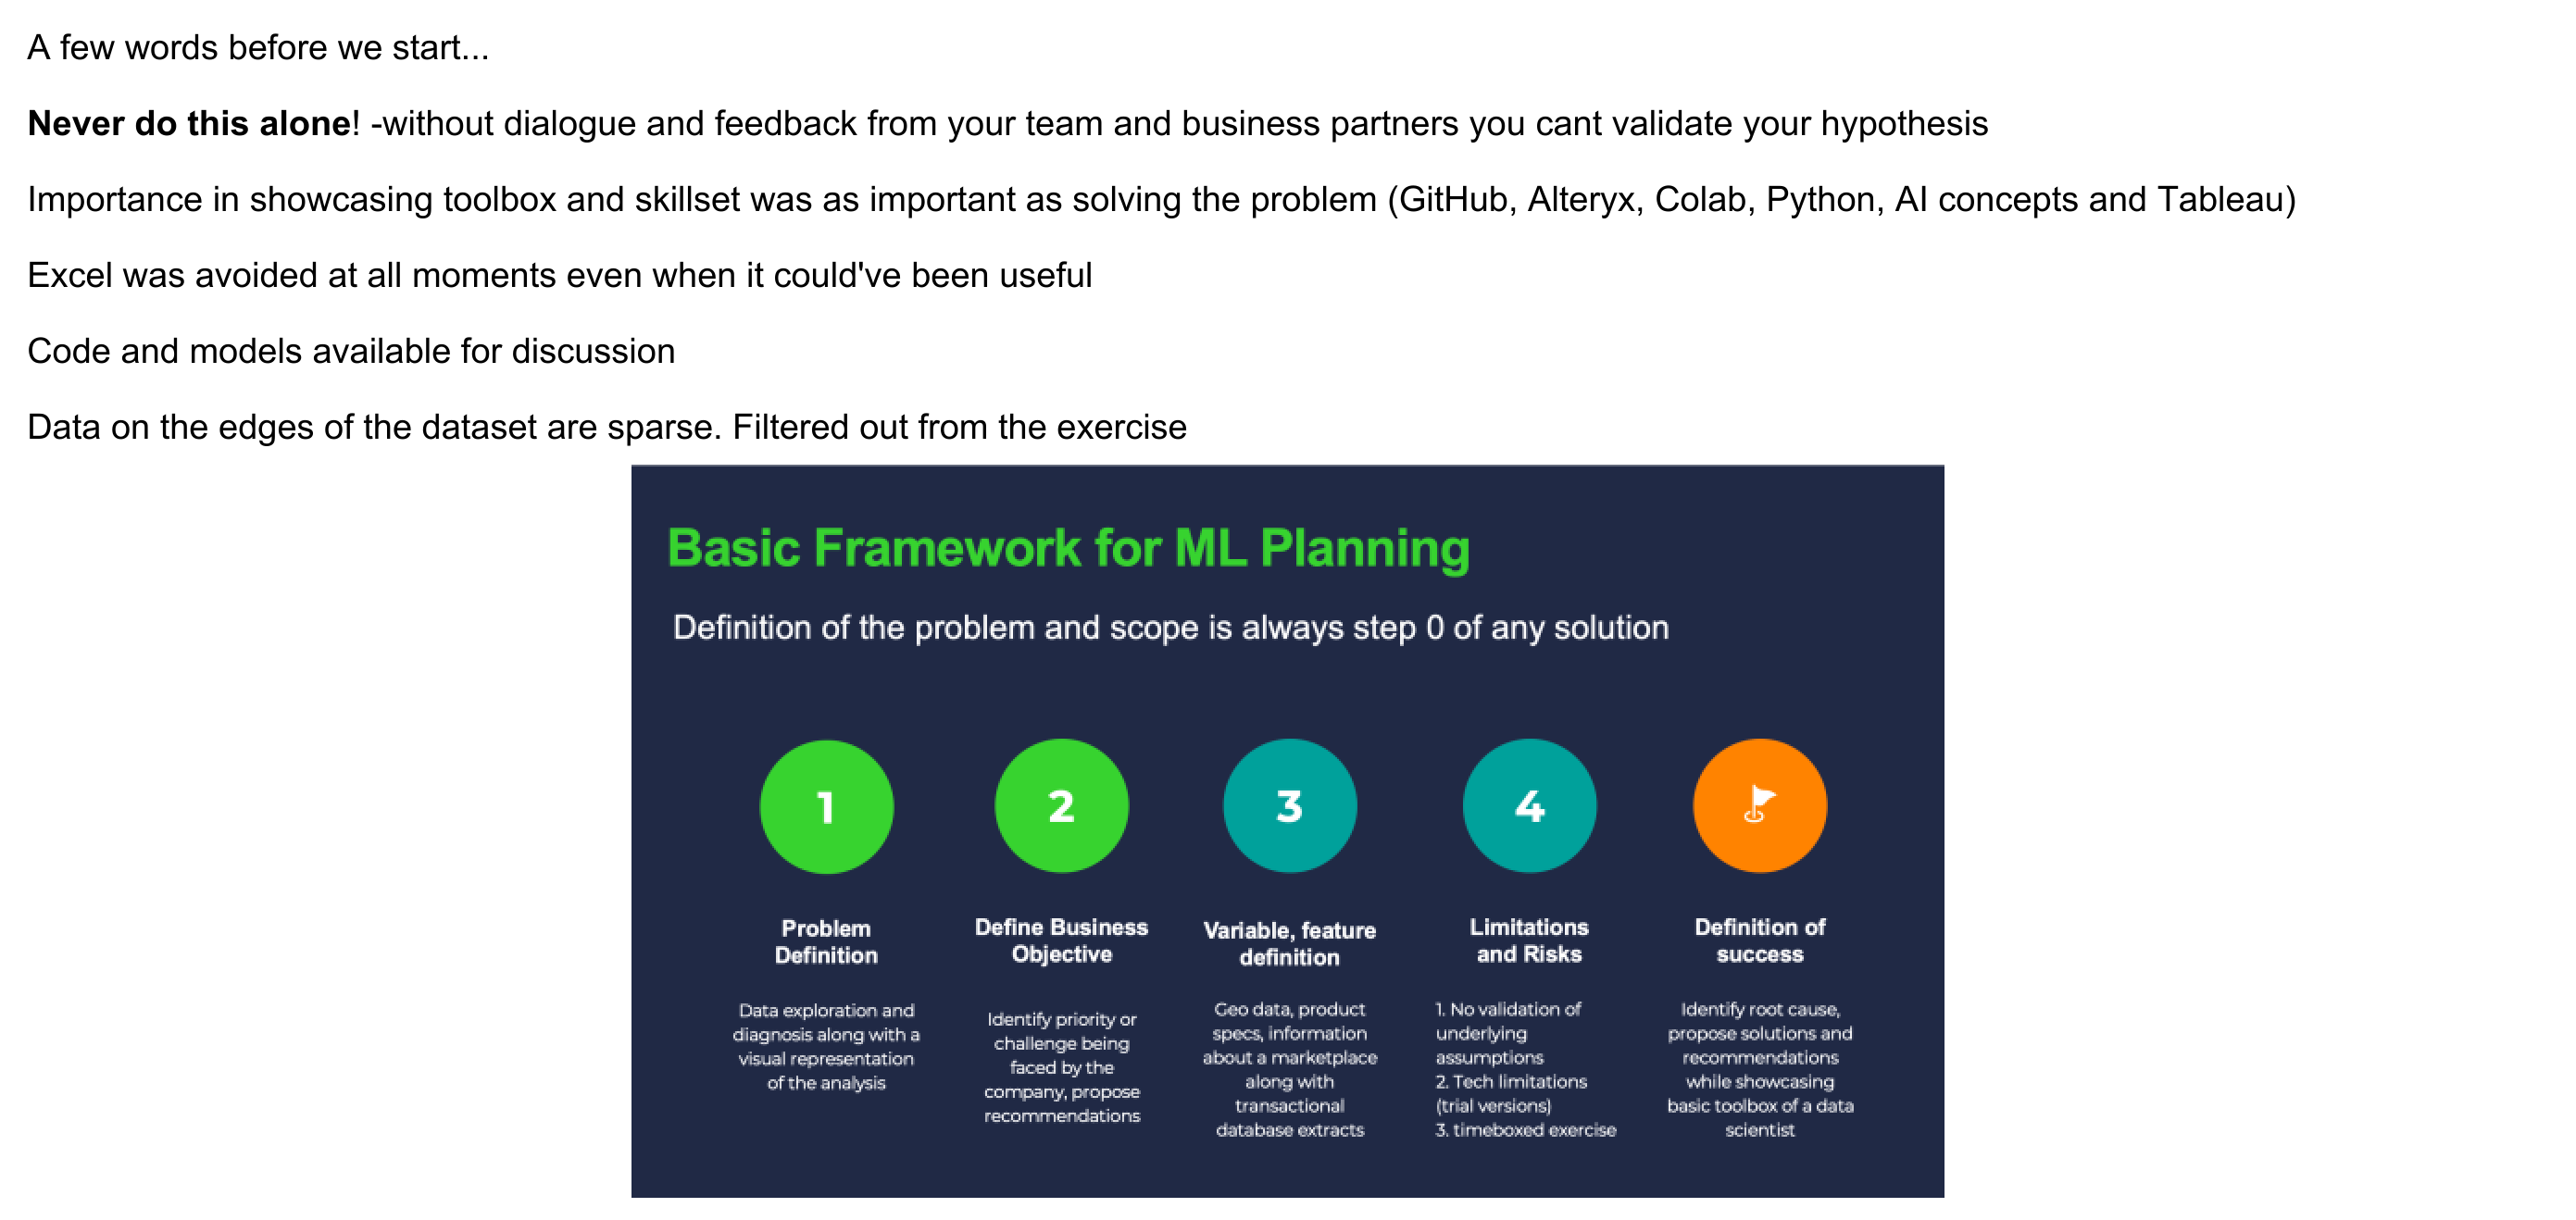 A few words before we start...
Never do this alone! -without dialogue and feedback from your team and business partners you cant validate your hypothesis
Importance in showcasing toolbox and skillset was as important as solving the problem (GitHub, Alteryx, Colab, Python, AI concepts and Tableau)
Excel was avoided at all moments even when it could've been useful
Code and models available for discussion
Data on the edges of the dataset are sparse. Filtered out from the exercise
Basic Framework for ML Planning
Definition of the problem and scope is always step 0 of any solution
1
Problem
Definition
Data exploration and
diagnosis along with a
visual representation
of the analysis
2
Define Business
Objective
Identify priority or
challenge being
faced by the
company, propose
recommendations
3
Variable, feature
definition
Geo data, product
specs, information
about a marketplace
along with
transactional
database extracts
4
Limitations
and Risks
1. No validation of
underlying
assumptions
2. Tech limitations
(trial versions)
3. timeboxed exercise
Definition of
success
Identify root cause,
propose solutions and
recommendations
while showcasing
basic toolbox of a data
scientist